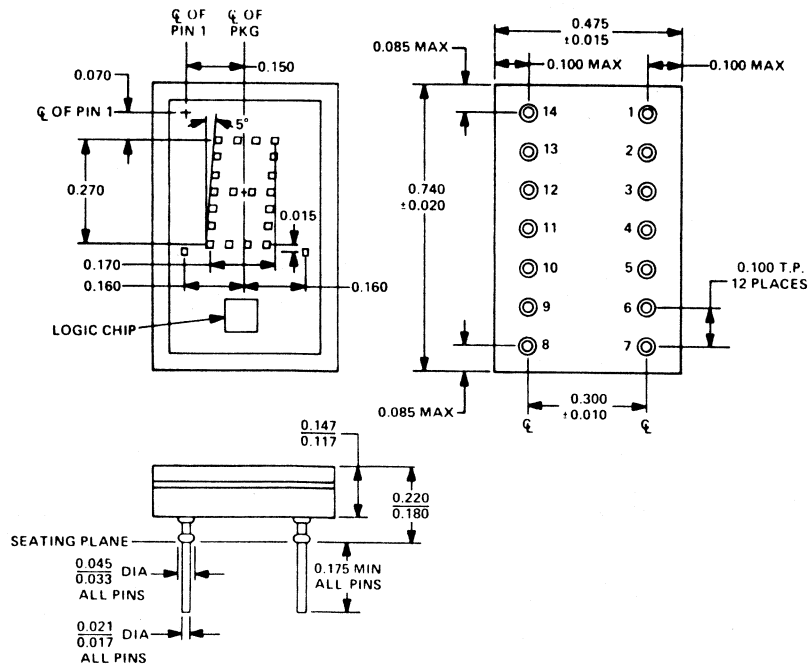 ℄ OF PIN 1
℄ OF PKG
0.150
0.070
℄ OF PIN 1
5°
0.270
0.015
0.170
0.160
0.160
LOGIC CHIP
0.475
±0.015
0.085 MAX
0.100 MAX
0.100 MAX
14
1
13
2
0.740
±0.020
12
3
11
4
10
5
0.100 T.P.
12 PLACES
9
6
8
7
0.085 MAX
0.300
±0.010
℄
℄
0.147
0.117
0.220
0.180
SEATING PLANE
0.045
0.033 DIA
ALL PINS
0.175 MIN
ALL PINS
0.021
0.017 DIA
ALL PINS